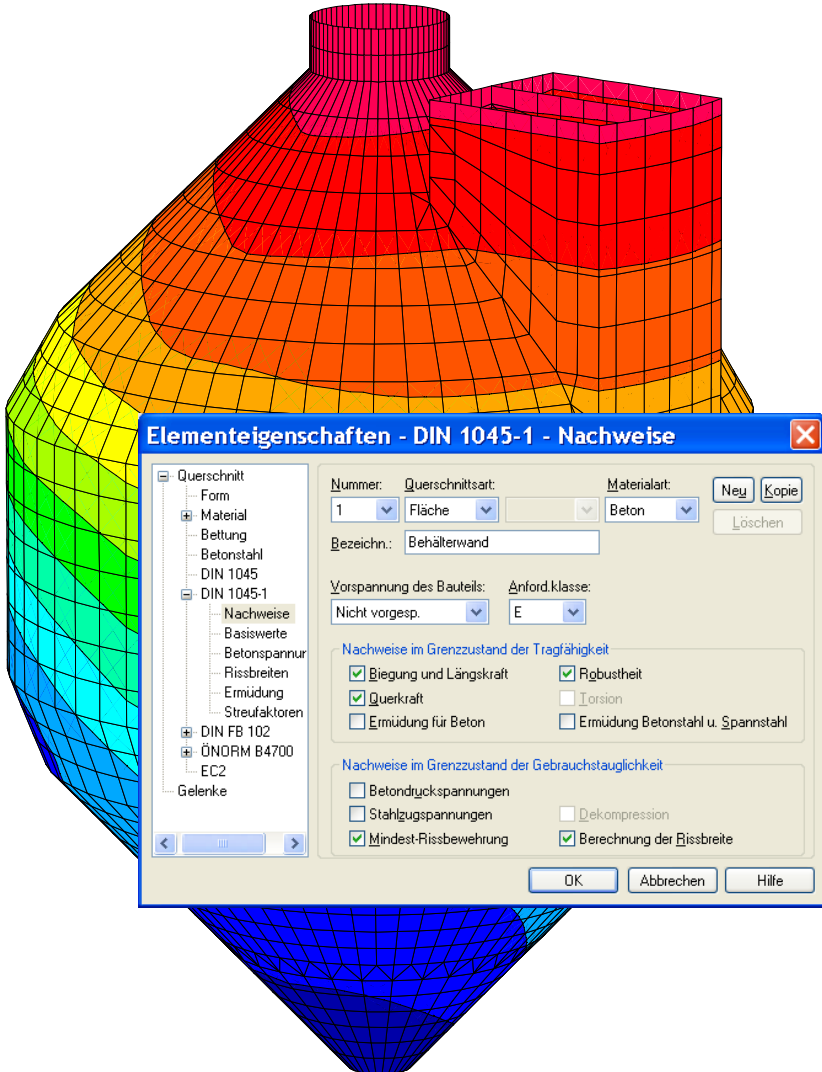 Elementeigenschaften - DIN 1045-1 - Nachweise
Querschnitt
Form
Material
Bettung
Betonstahl
DIN 1045
DIN 1045-1
Nachweise
Basiswerte
Betonspannur
Rissbreiten
Ermüdung
Streufaktoren
DIN FB 102
ÖNORM B4700
EC2
Gelenke
Nummer: Querschnittsart: Materialart:
1 Fläche Beton
Neu Kopie
Löschen
Bezeichn.: Behälterwand
Vorspannung des Bauteils: Anford.klasse:
Nicht vorgesp. E
Nachweise im Grenzzustand der Tragfähigkeit
Biegung und Längskraft Robustheit
Querkraft Torsion
Ermüdung für Beton Ermüdung Betonstahl u. Spannstahl
Nachweise im Grenzzustand der Gebrauchstauglichkeit
Betondruckspannungen
Stahlzugspannungen Dekompression
Mindest-Rissbewehrung Berechnung der Rissbreite
OK Abbrechen Hilfe